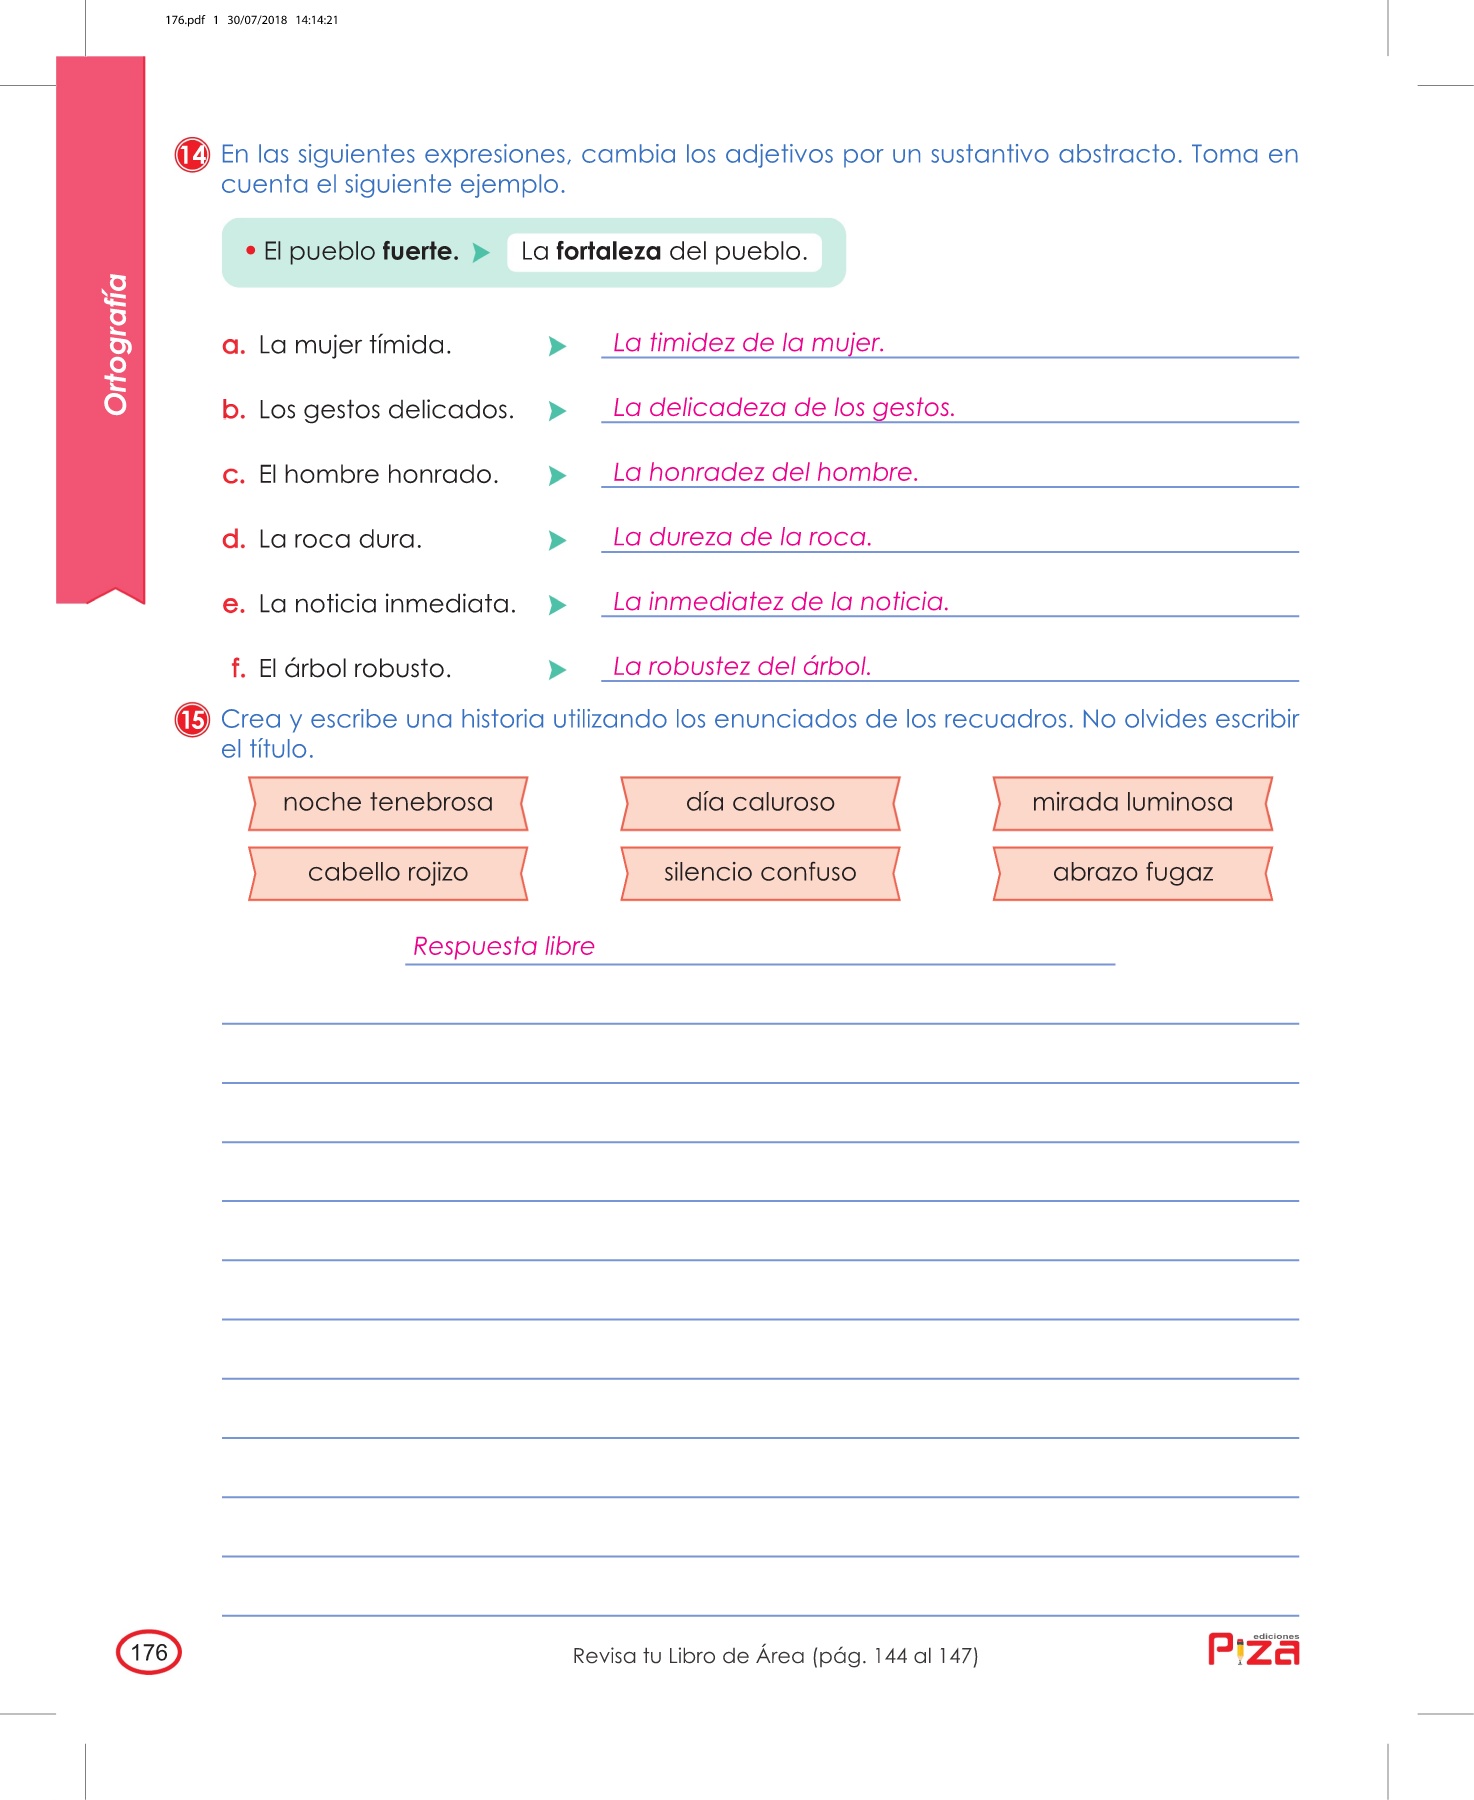 176.pdf 1 30/07/2018 14:14:21
Ortografía
14 En las siguientes expresiones, cambia los adjetivos por un sustantivo abstracto. Toma en
cuenta el siguiente ejemplo.
• El pueblo fuerte. ➤ La fortaleza del pueblo.
a. La mujer tímida. ➤ La timidez de la mujer.
b. Los gestos delicados. ➤ La delicadeza de los gestos.
c. El hombre honrado. ➤ La honradez del hombre.
d. La roca dura. ➤ La dureza de la roca.
e. La noticia inmediata. ➤ La inmediatez de la noticia.
f. El árbol robusto. ➤ La robustez del árbol.
15 Crea y escribe una historia utilizando los enunciados de los recuadros. No olvides escribir
el título.
noche tenebrosa día caluroso mirada luminosa
cabello rojizo silencio confuso abrazo fugaz
Respuesta libre
176
Revisa tu Libro de Área (pág. 144 al 147)
ediciones
Piza